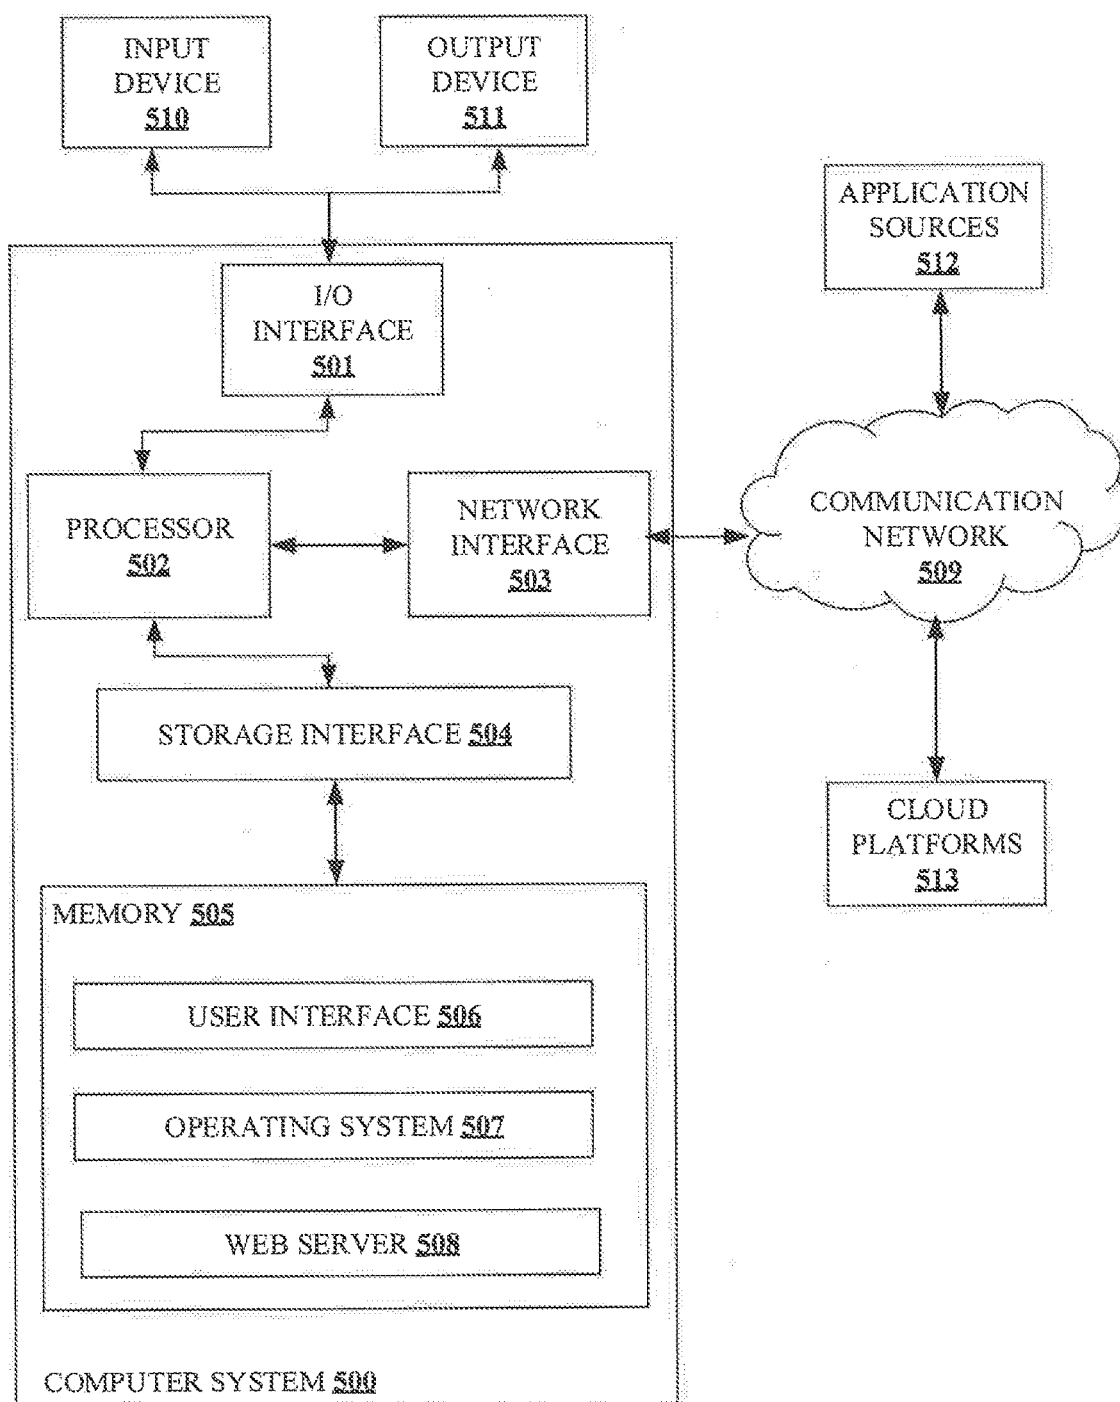 INPUT
DEVICE
510
OUTPUT
DEVICE
511
APPLICATION
SOURCES
512
I/O
INTERFACE
501
PROCESSOR
502
NETWORK
INTERFACE
503
COMMUNICATION
NETWORK
509
STORAGE INTERFACE 504
CLOUD
PLATFORMS
513
MEMORY 505
USER INTERFACE 506
OPERATING SYSTEM 507
WEB SERVER 508
COMPUTER SYSTEM 500